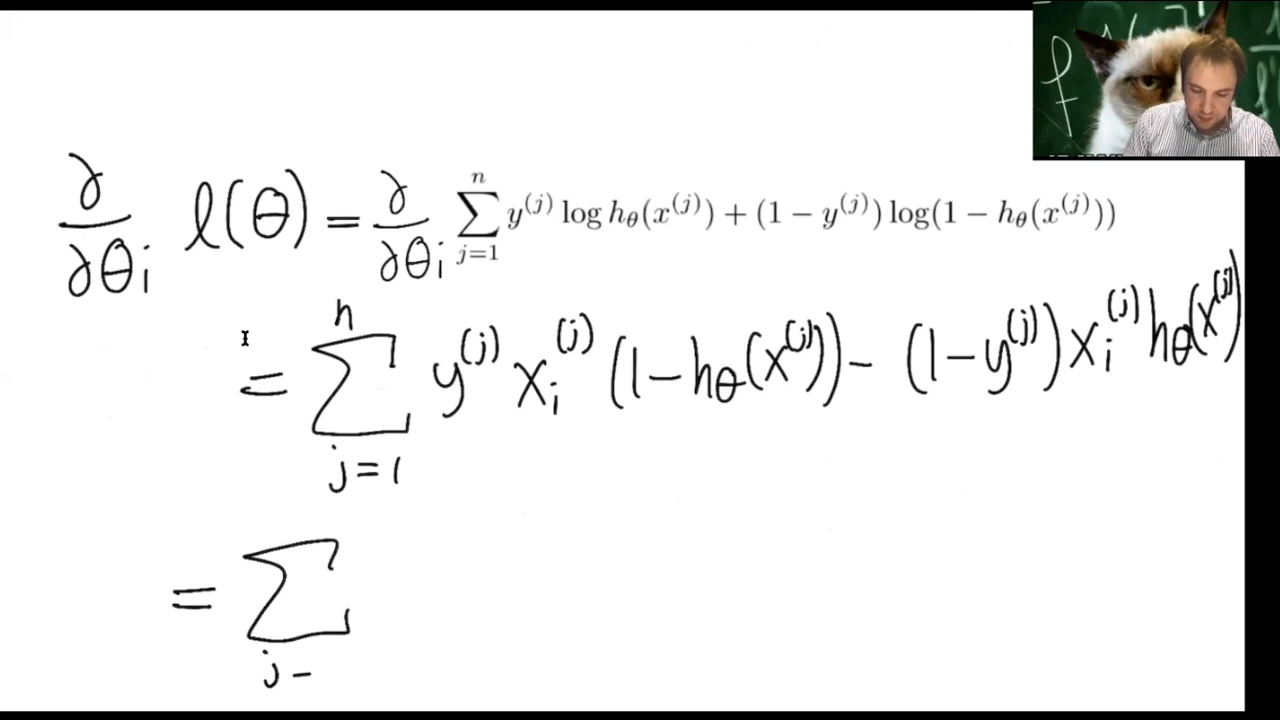 ∂/∂θᵢ ℓ(θ) = ∂/∂θᵢ ∑_{j=1}^{n} y^{(j)} log h_θ(x^{(j)}) + (1 − y^{(j)}) log(1 − h_θ(x^{(j)}))
= ∑_{j=1}^{n} y^{(j)} xᵢ^{(j)} (1 − h_θ(x^{(j)})) − (1 − y^{(j)}) xᵢ^{(j)} h_θ(x^{(j)})
= ∑_{j −}